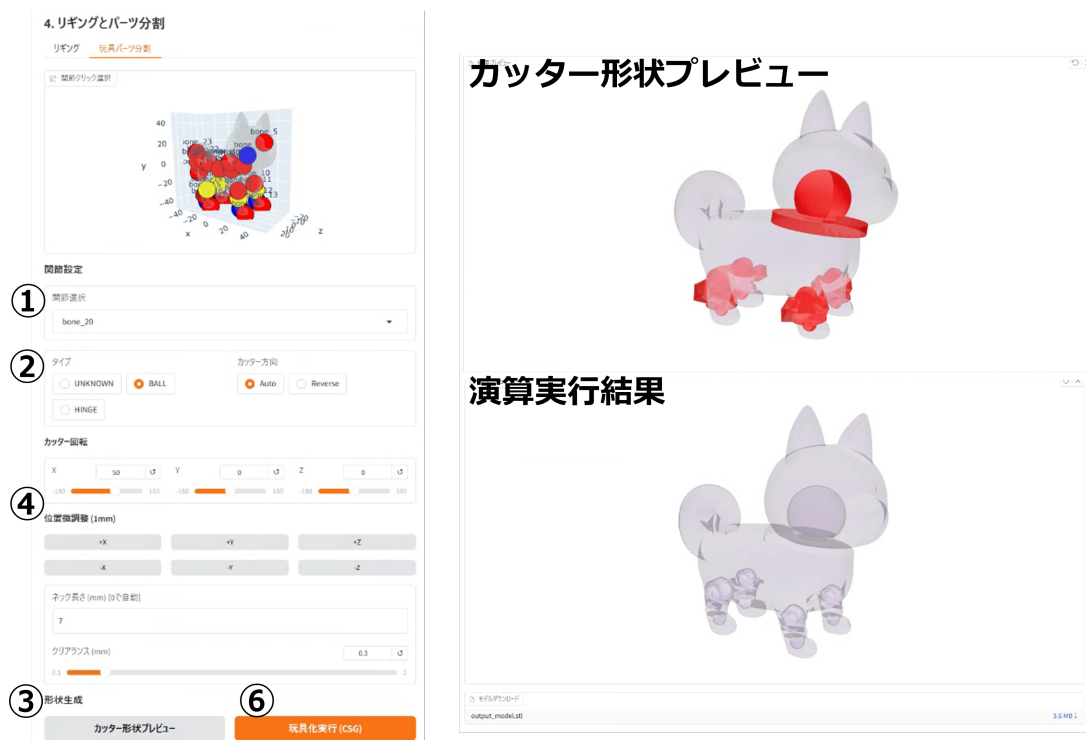 4. リギングとパーツ分割
リギング 玩具パーツ分割
関節クリック選択
40
20
y 0
-20
-40
-40
-20
0
20
40
x
z
bone_5
bone_23
関節設定
① 関節選択
bone_20
② タイプ カッター方向
UNKNOWN BALL Auto Reverse
HINGE
カッター回転
X 50 ↺ Y 0 ↺ Z 0 ↺
-180 180 -180 180 -180 180
④
位置微調整 (1mm)
+X +Y +Z
-X -Y -Z
ネック長さ (mm) [0で自動]
7
クリアランス (mm) 0.3 ↺
0.1 2
③ 形状生成 ⑥
カッター形状プレビュー 玩具化実行 (CSG)
カッター形状プレビュー
演算実行結果
モデルダウンロード
output_model.stl 3.6 MB ↓